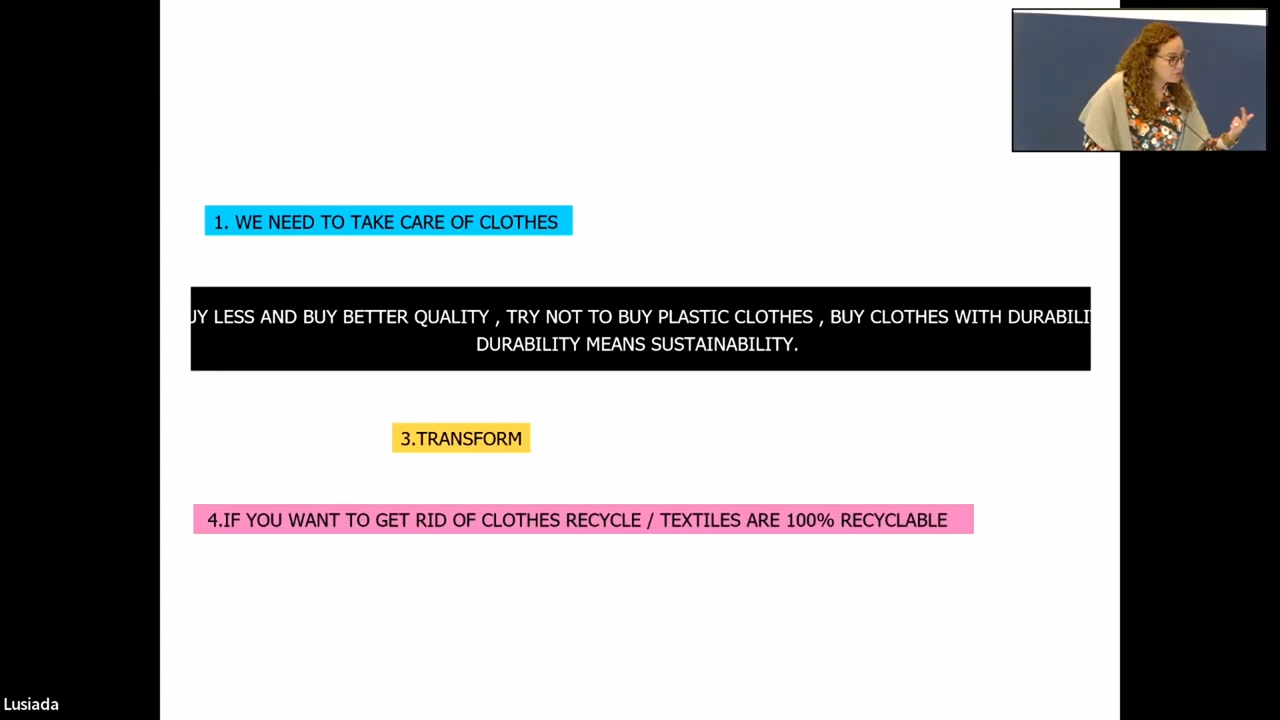 1. WE NEED TO TAKE CARE OF CLOTHES
UY LESS AND BUY BETTER QUALITY , TRY NOT TO BUY PLASTIC CLOTHES , BUY CLOTHES WITH DURABILI
DURABILITY MEANS SUSTAINABILITY.
3.TRANSFORM
4.IF YOU WANT TO GET RID OF CLOTHES RECYCLE / TEXTILES ARE 100% RECYCLABLE
Lusiada